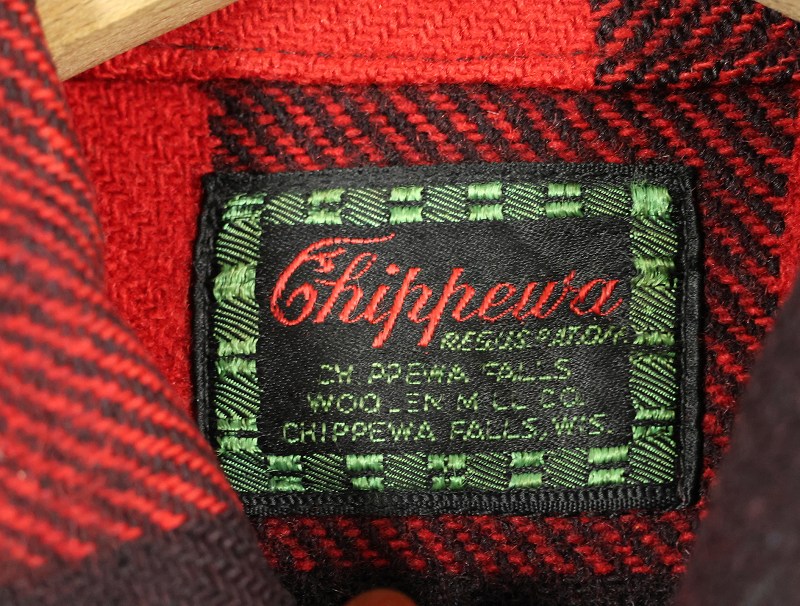 Chippewa
REG.U.S.PAT.OFF.
CHIPPEWA FALLS
WOOLEN MILL CO.
CHIPPEWA FALLS, WIS.